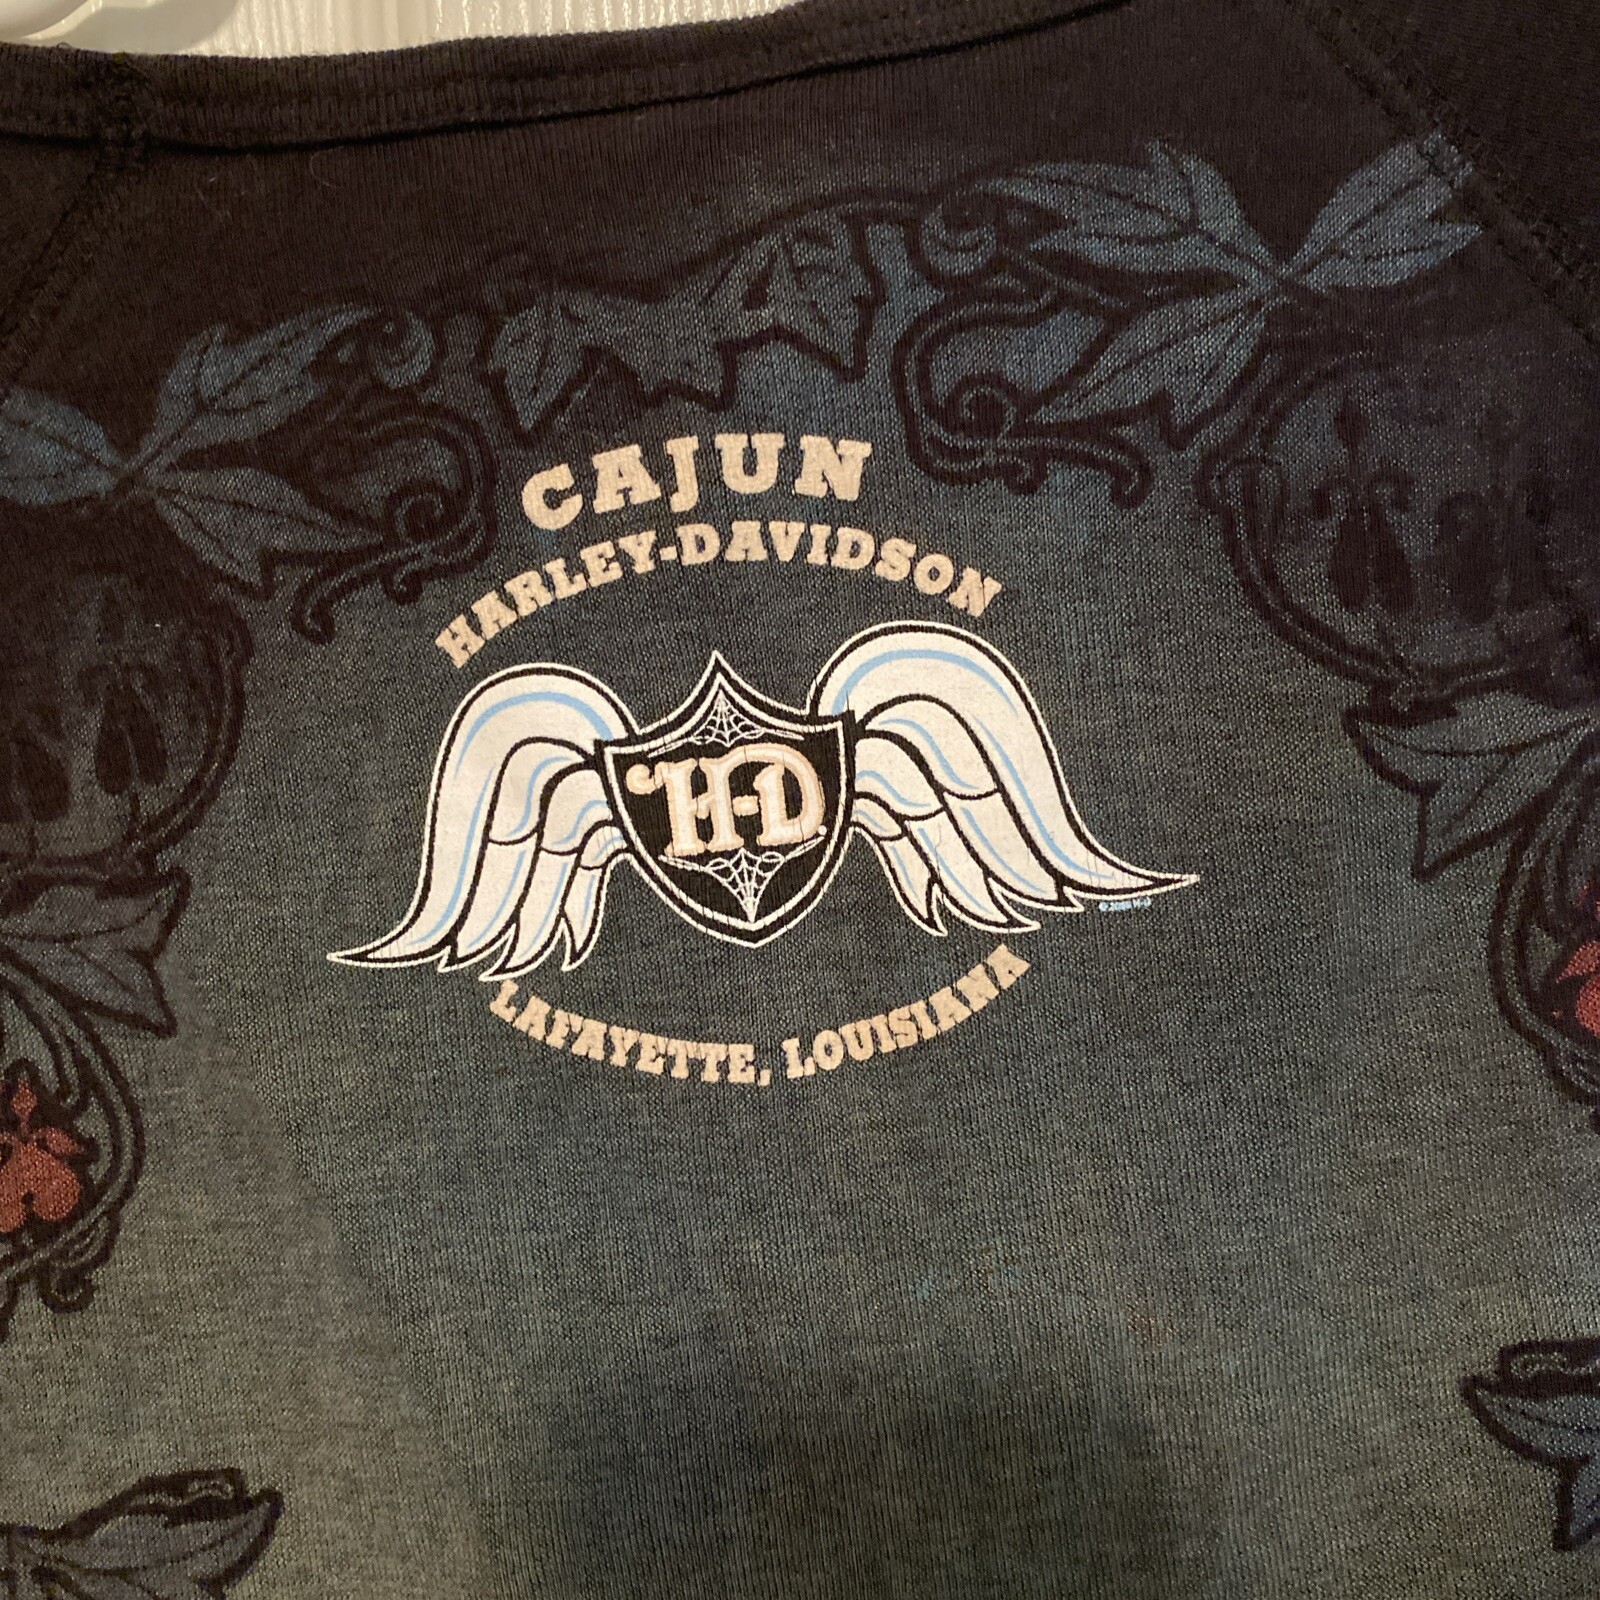 CAJUN
HARLEY-DAVIDSON
H-D
LAFAYETTE, LOUISIANA